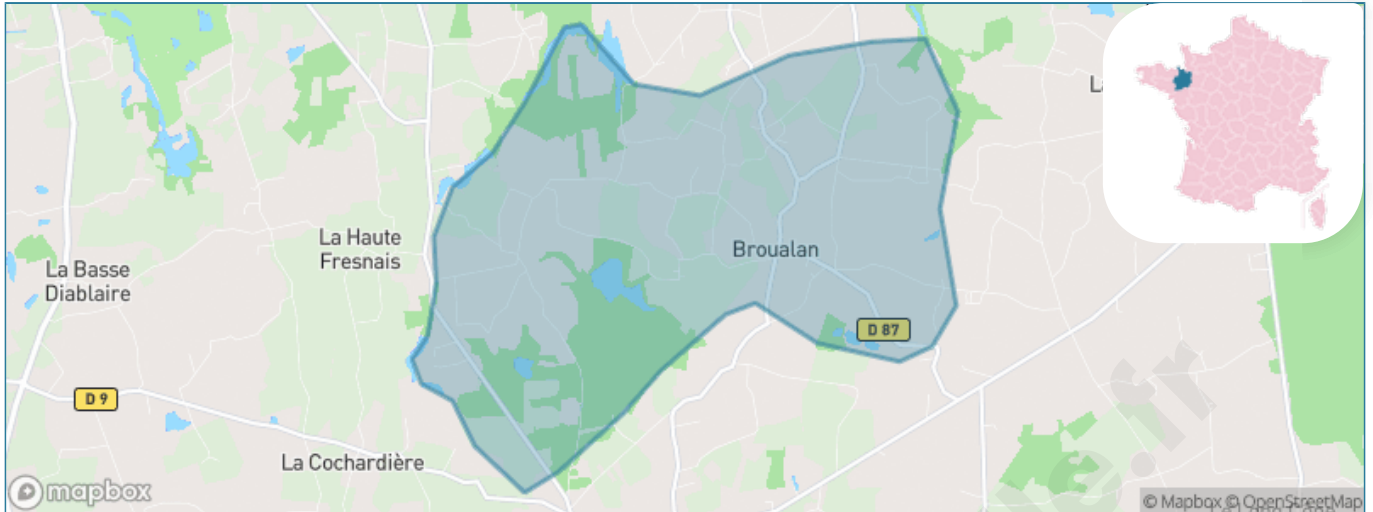 La Haute
Fresnais
Broualan
La Basse
Diablaire
D 87
D 9
La Cochardière
mapbox
© Mapbox © OpenStreetMap